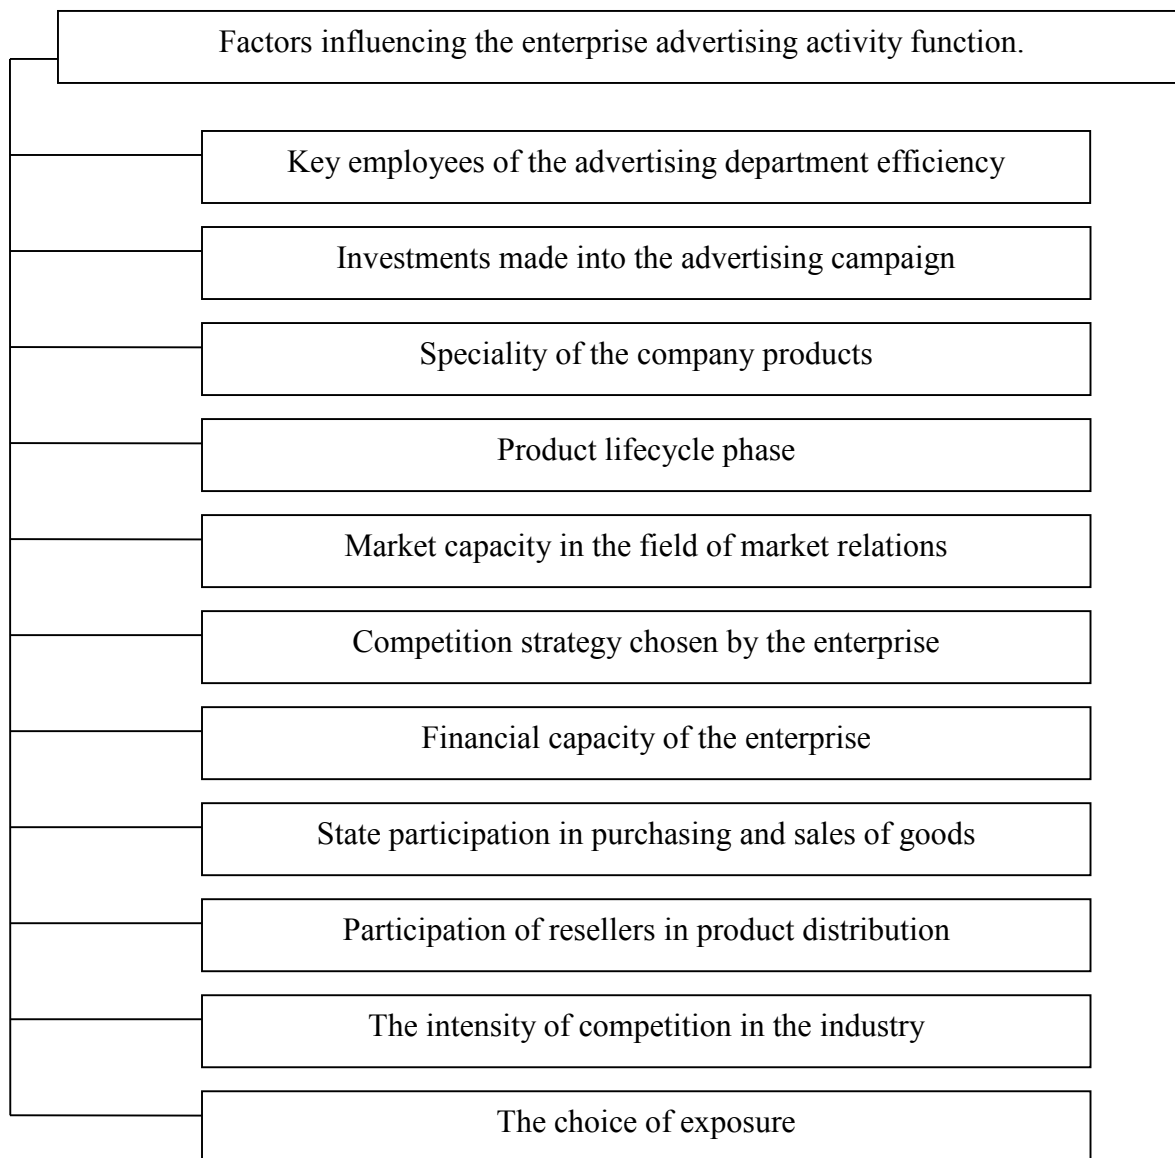 Factors influencing the enterprise advertising activity function.
Key employees of the advertising department efficiency
Investments made into the advertising campaign
Speciality of the company products
Product lifecycle phase
Market capacity in the field of market relations
Competition strategy chosen by the enterprise
Financial capacity of the enterprise
State participation in purchasing and sales of goods
Participation of resellers in product distribution
The intensity of competition in the industry
The choice of exposure